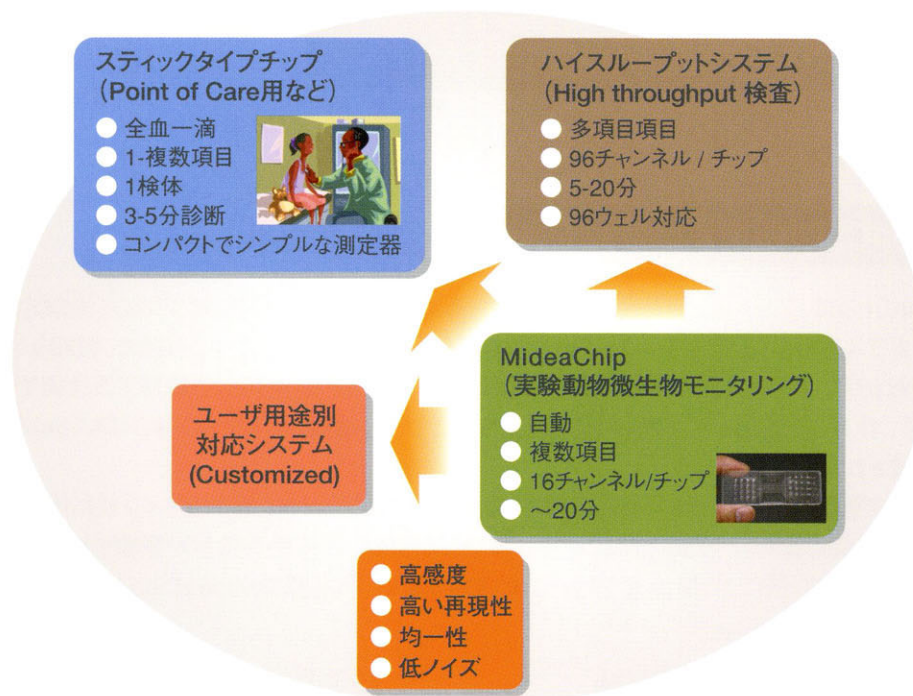 スティックタイプチップ
(Point of Care用など)
全血一滴
1-複数項目
1検体
3-5分診断
コンパクトでシンプルな測定器
ハイスループットシステム
(High throughput 検査)
多項目項目
96チャンネル / チップ
5-20分
96ウェル対応
MideaChip
(実験動物微生物モニタリング)
自動
複数項目
16チャンネル/チップ
〜20分
ユーザ用途別
対応システム
(Customized)
高感度
高い再現性
均一性
低ノイズ